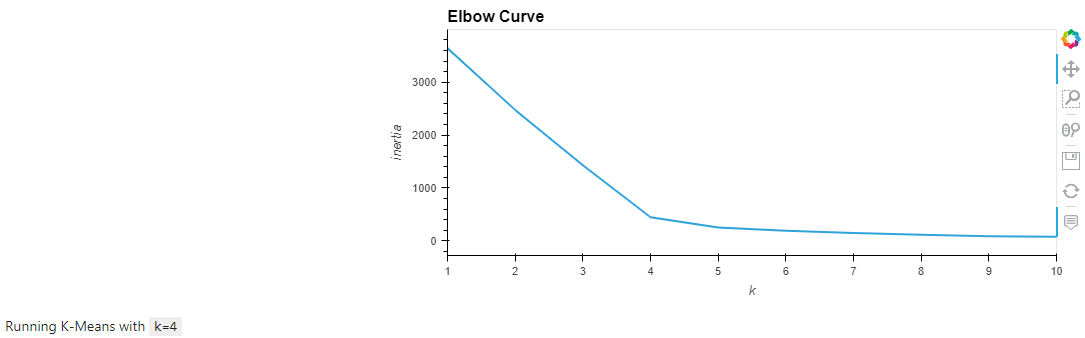 Elbow Curve
3000
2000
1000
0
inertia
1 2 3 4 5 6 7 8 9 10
k
Running K-Means with k=4